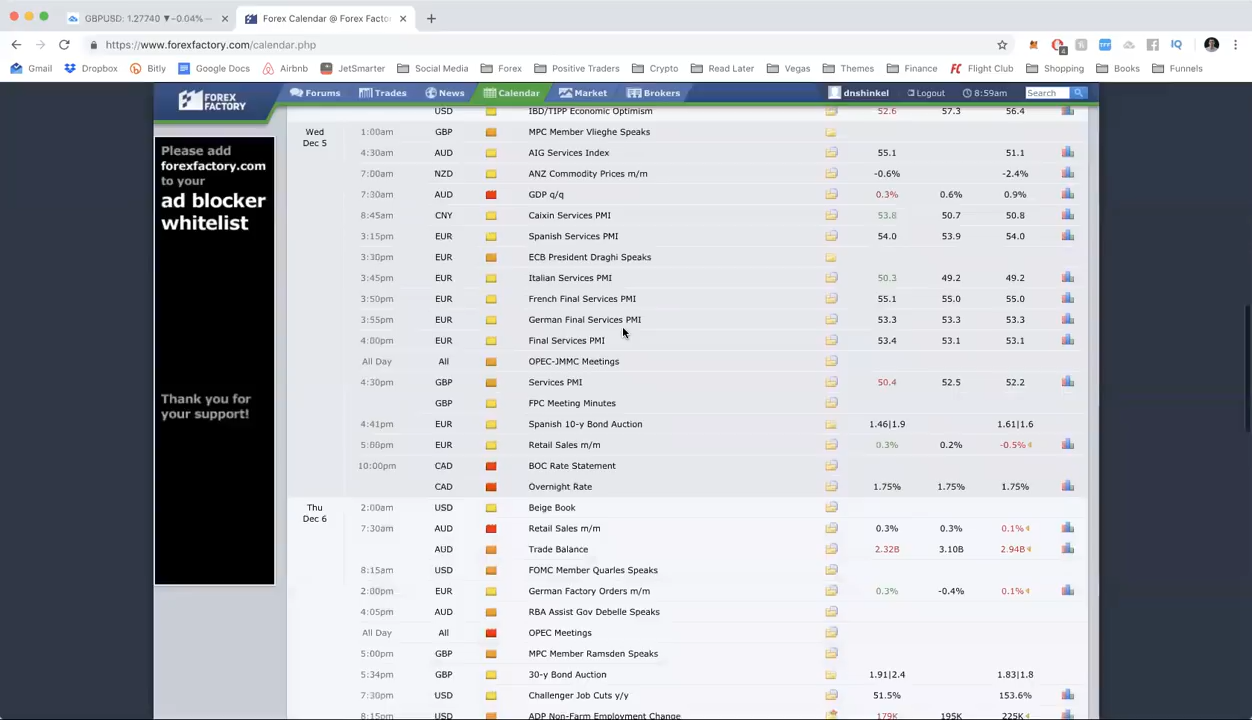 GBPUSD: 1.27740 ▼−0.04% ×
Forex Calendar @ Forex Facto ×
https://www.forexfactory.com/calendar.php
Gmail Dropbox Bitly Google Docs Airbnb JetSmarter Social Media Forex Positive Traders Crypto Read Later Vegas Themes Finance Flight Club Shopping Books Funnels
FOREX FACTORY Forums Trades News Calendar Market Brokers dnshinkel Logout 8:59am Search
USD IBD/TIPP Economic Optimism 52.6 57.3 56.4
Wed Dec 5 1:00am GBP MPC Member Vlieghe Speaks
4:30am AUD AIG Services Index 55.1 51.1
7:00am NZD ANZ Commodity Prices m/m -0.6% -2.4%
7:30am AUD GDP q/q 0.3% 0.6% 0.9%
8:45am CNY Caixin Services PMI 53.8 50.7 50.8
3:15pm EUR Spanish Services PMI 54.0 53.9 54.0
3:30pm EUR ECB President Draghi Speaks
3:45pm EUR Italian Services PMI 50.3 49.2 49.2
3:50pm EUR French Final Services PMI 55.1 55.0 55.0
3:55pm EUR German Final Services PMI 53.3 53.3 53.3
4:00pm EUR Final Services PMI 53.4 53.1 53.1
All Day All OPEC-JMMC Meetings
4:30pm GBP Services PMI 50.4 52.5 52.2
GBP FPC Meeting Minutes
4:41pm EUR Spanish 10-y Bond Auction 1.46|1.9 1.61|1.6
5:00pm EUR Retail Sales m/m 0.3% 0.2% -0.5%
10:00pm CAD BOC Rate Statement
CAD Overnight Rate 1.75% 1.75% 1.75%
Thu Dec 6 2:00am USD Beige Book
7:30am AUD Retail Sales m/m 0.3% 0.3% 0.1%
AUD Trade Balance 2.32B 3.10B 2.94B
8:15am USD FOMC Member Quarles Speaks
2:00pm EUR German Factory Orders m/m 0.3% -0.4% 0.1%
4:05pm AUD RBA Assist Gov Debelle Speaks
All Day All OPEC Meetings
5:00pm GBP MPC Member Ramsden Speaks
5:34pm GBP 30-y Bond Auction 1.91|2.4 1.83|1.8
7:30pm USD Challenger Job Cuts y/y 51.5% 153.6%
8:15pm USD ADP Non-Farm Employment Change 179K 195K 225K
Please add
forexfactory.com
to your
ad blocker
whitelist
Thank you for
your support!